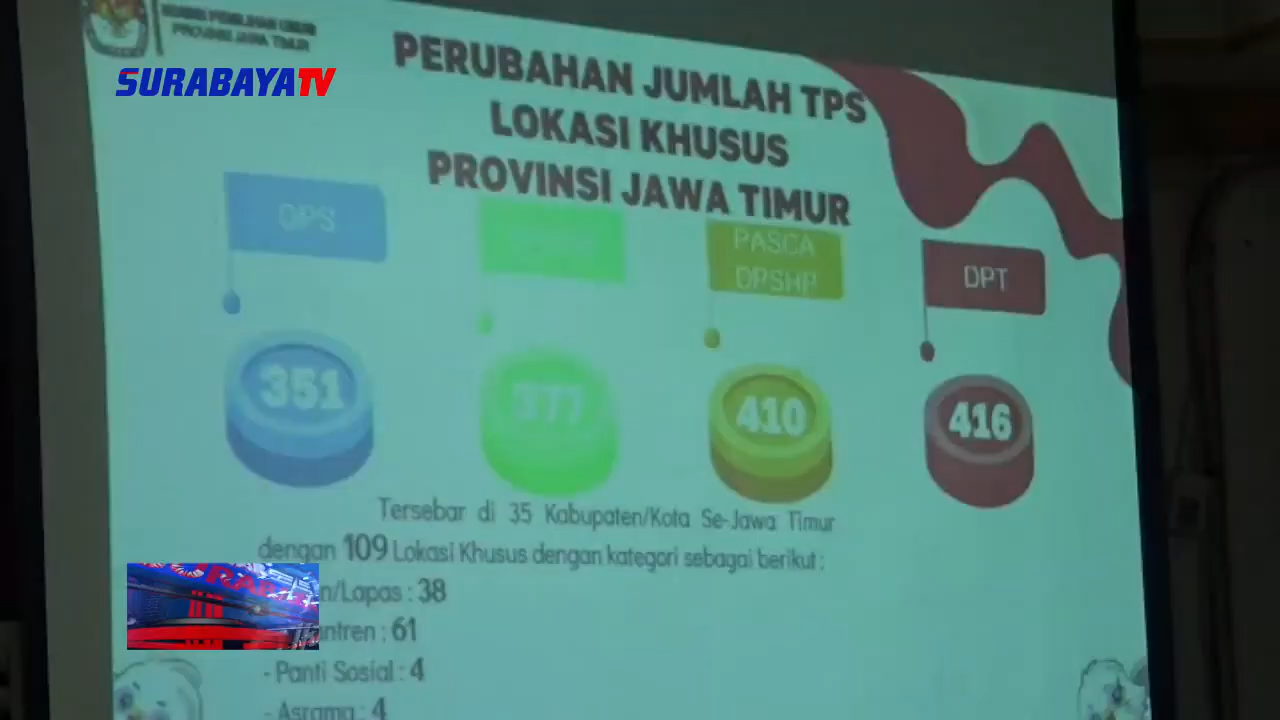 KOMISI PEMILIHAN UMUM
PROVINSI JAWA TIMUR
SURABAYATV
PERUBAHAN JUMLAH TPS
LOKASI KHUSUS
PROVINSI JAWA TIMUR
DPS
PASCA
DPSHP
DPT
351
377
410
416
Tersebar di 35 Kabupaten/Kota Se-Jawa Timur
dengan 109 Lokasi Khusus dengan kategori sebagai berikut :
n/Lapas : 38
antren : 61
- Panti Sosial : 4
- Asrama : 4